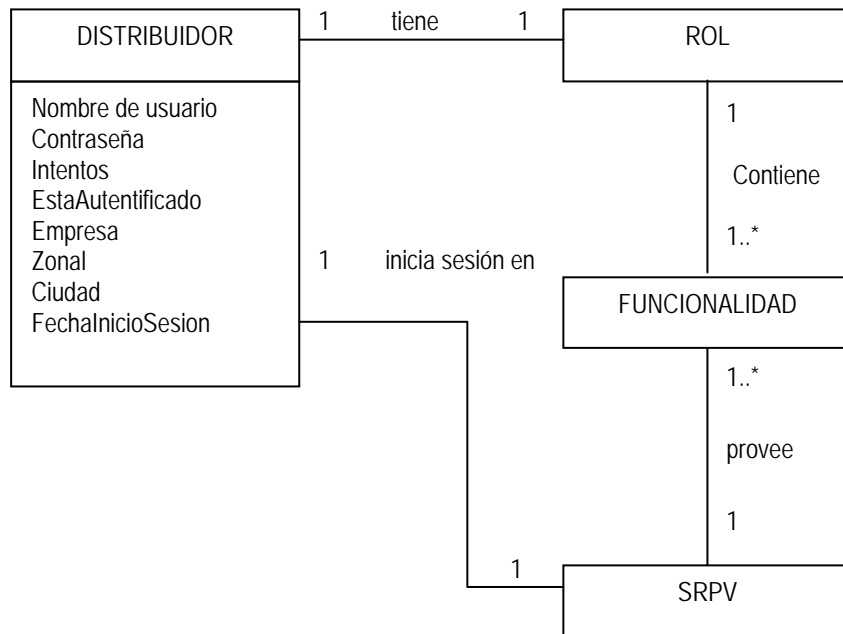 DISTRIBUIDOR
1 tiene 1
ROL
Nombre de usuario
Contraseña
Intentos
EstaAutentificado
Empresa
Zonal
Ciudad
FechaInicioSesion
1
Contiene
1..*
1 inicia sesión en
FUNCIONALIDAD
1..*
provee
1
1
SRPV